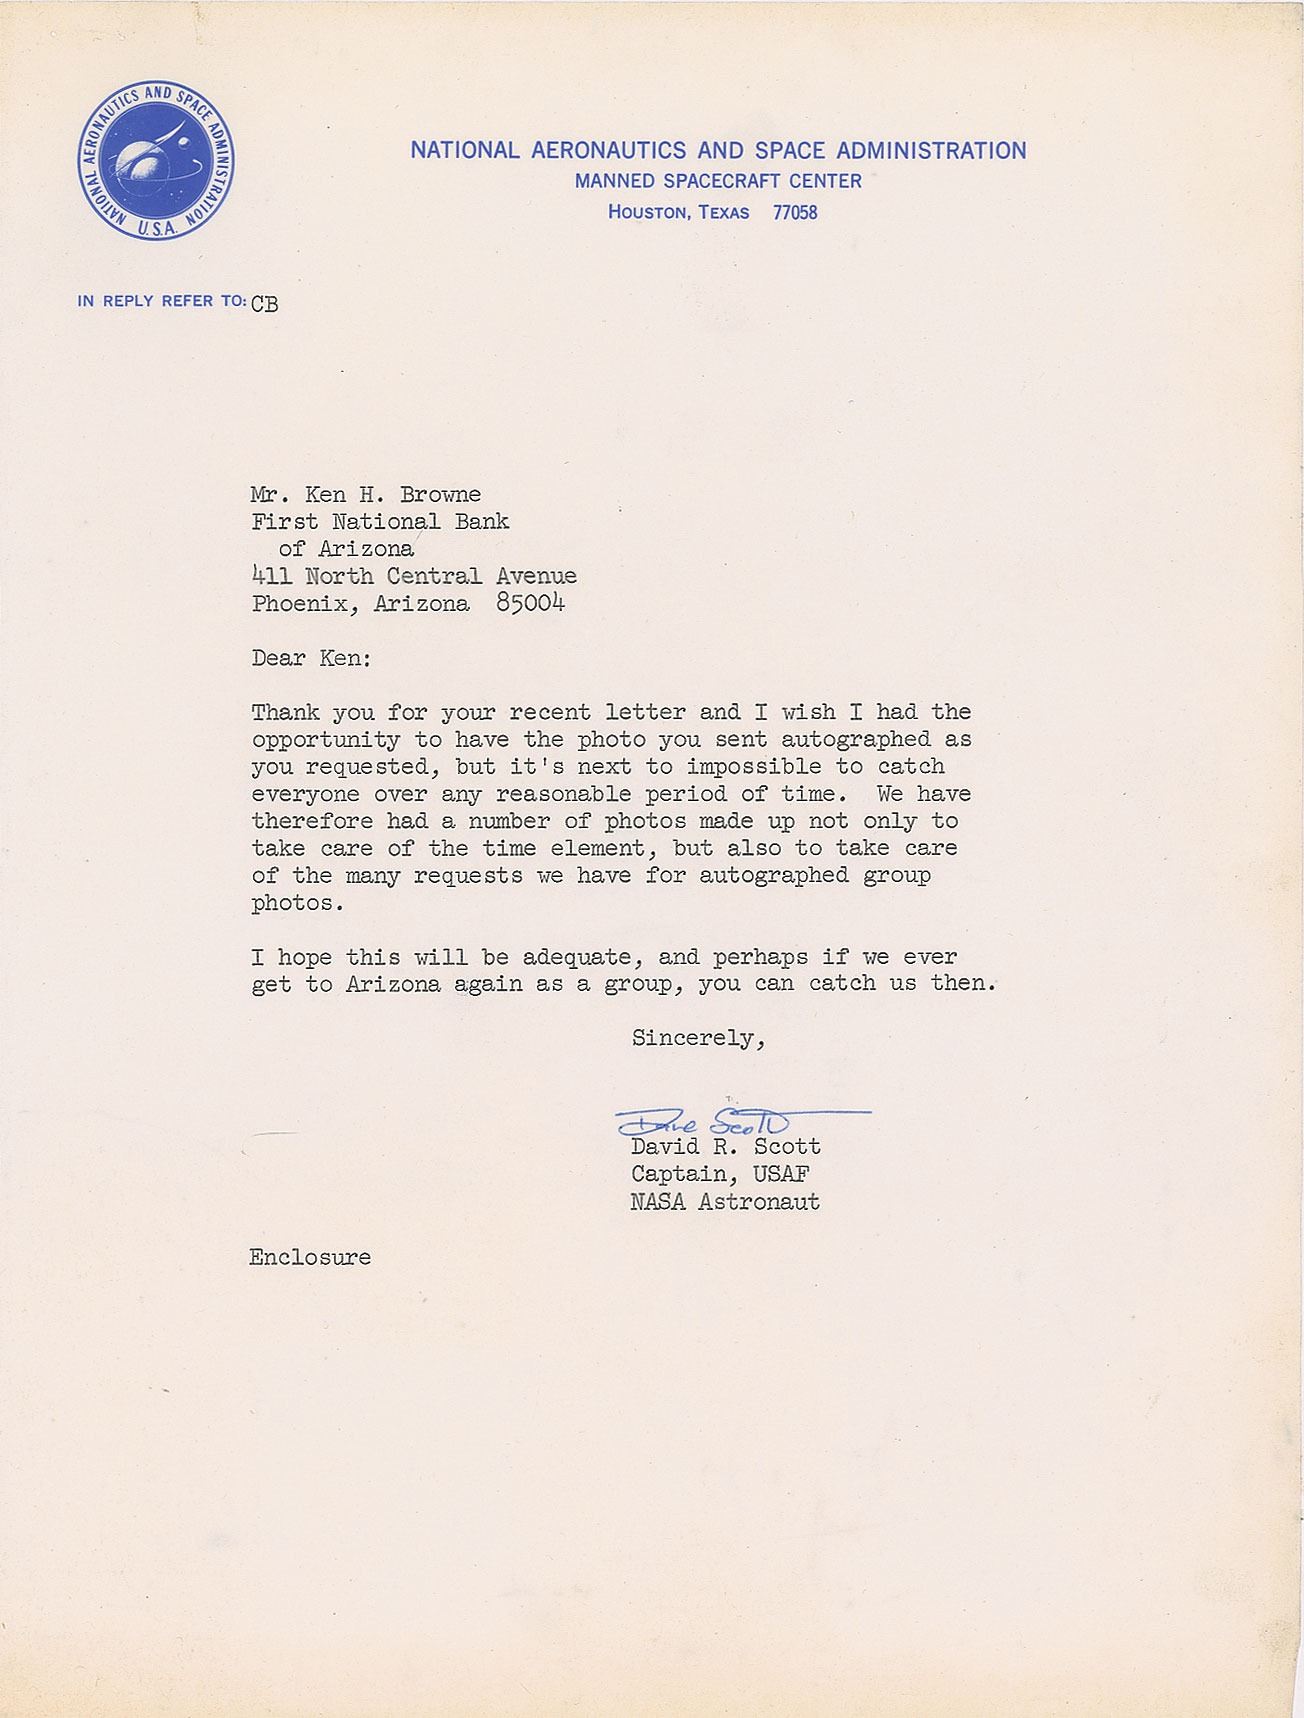 NATIONAL AERONAUTICS AND SPACE ADMINISTRATION
U.S.A.
NATIONAL AERONAUTICS AND SPACE ADMINISTRATION
MANNED SPACECRAFT CENTER
HOUSTON, TEXAS 77058
IN REPLY REFER TO: CB
Mr. Ken H. Browne
First National Bank
of Arizona
411 North Central Avenue
Phoenix, Arizona 85004
Dear Ken:
Thank you for your recent letter and I wish I had the
opportunity to have the photo you sent autographed as
you requested, but it's next to impossible to catch
everyone over any reasonable period of time. We have
therefore had a number of photos made up not only to
take care of the time element, but also to take care
of the many requests we have for autographed group
photos.
I hope this will be adequate, and perhaps if we ever
get to Arizona again as a group, you can catch us then.
Sincerely,
Dave Scott
David R. Scott
Captain, USAF
NASA Astronaut
Enclosure